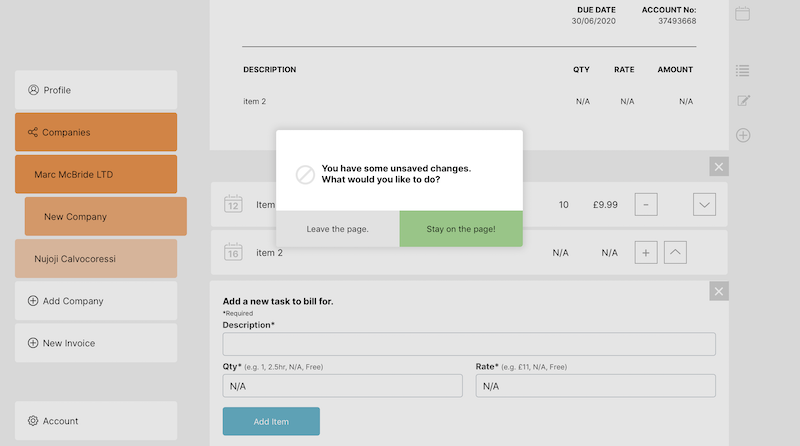 DUE DATE
30/06/2020
ACCOUNT No:
37493668
DESCRIPTION QTY RATE AMOUNT
item 2 N/A N/A N/A
Profile
Companies
Marc McBride LTD
New Company
Nujoji Calvocoressi
Add Company
New Invoice
Account
You have some unsaved changes.
What would you like to do?
Leave the page. Stay on the page!
12 Item 10 £9.99 -
16 item 2 N/A N/A +
Add a new task to bill for.
*Required
Description*
Qty* (e.g. 1, 2.5hr, N/A, Free) Rate* (e.g. £11, N/A, Free)
N/A N/A
Add Item